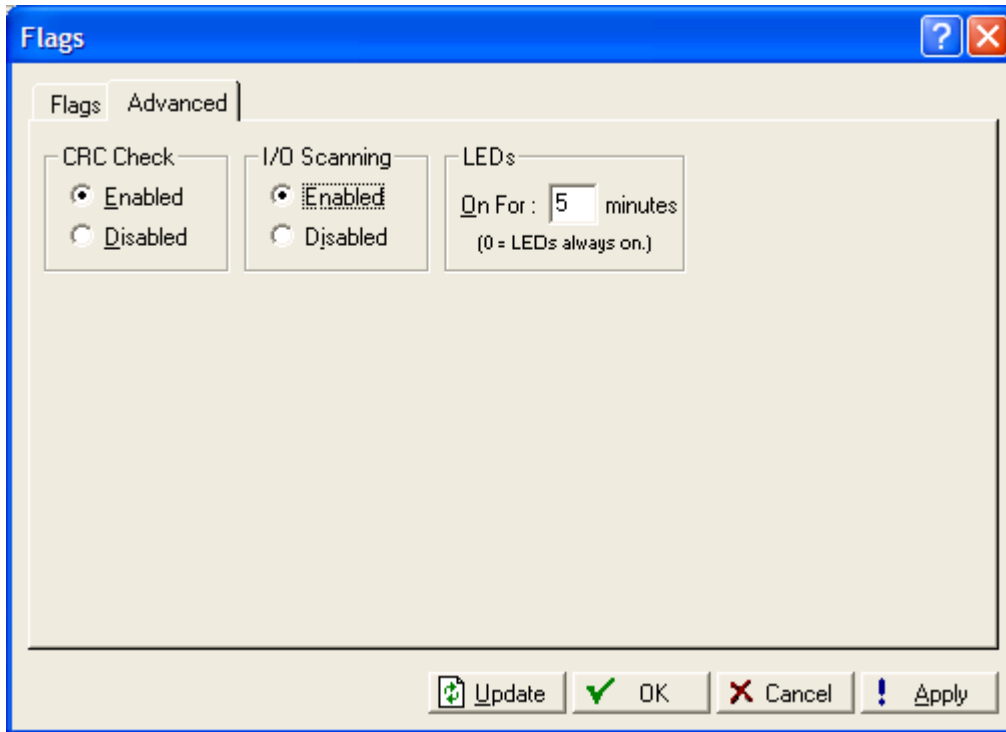 Flags
Flags Advanced
CRC Check I/O Scanning LEDs
Enabled Enabled On For : 5 minutes
Disabled Disabled (0 = LEDs always on.)
Update OK Cancel ! Apply